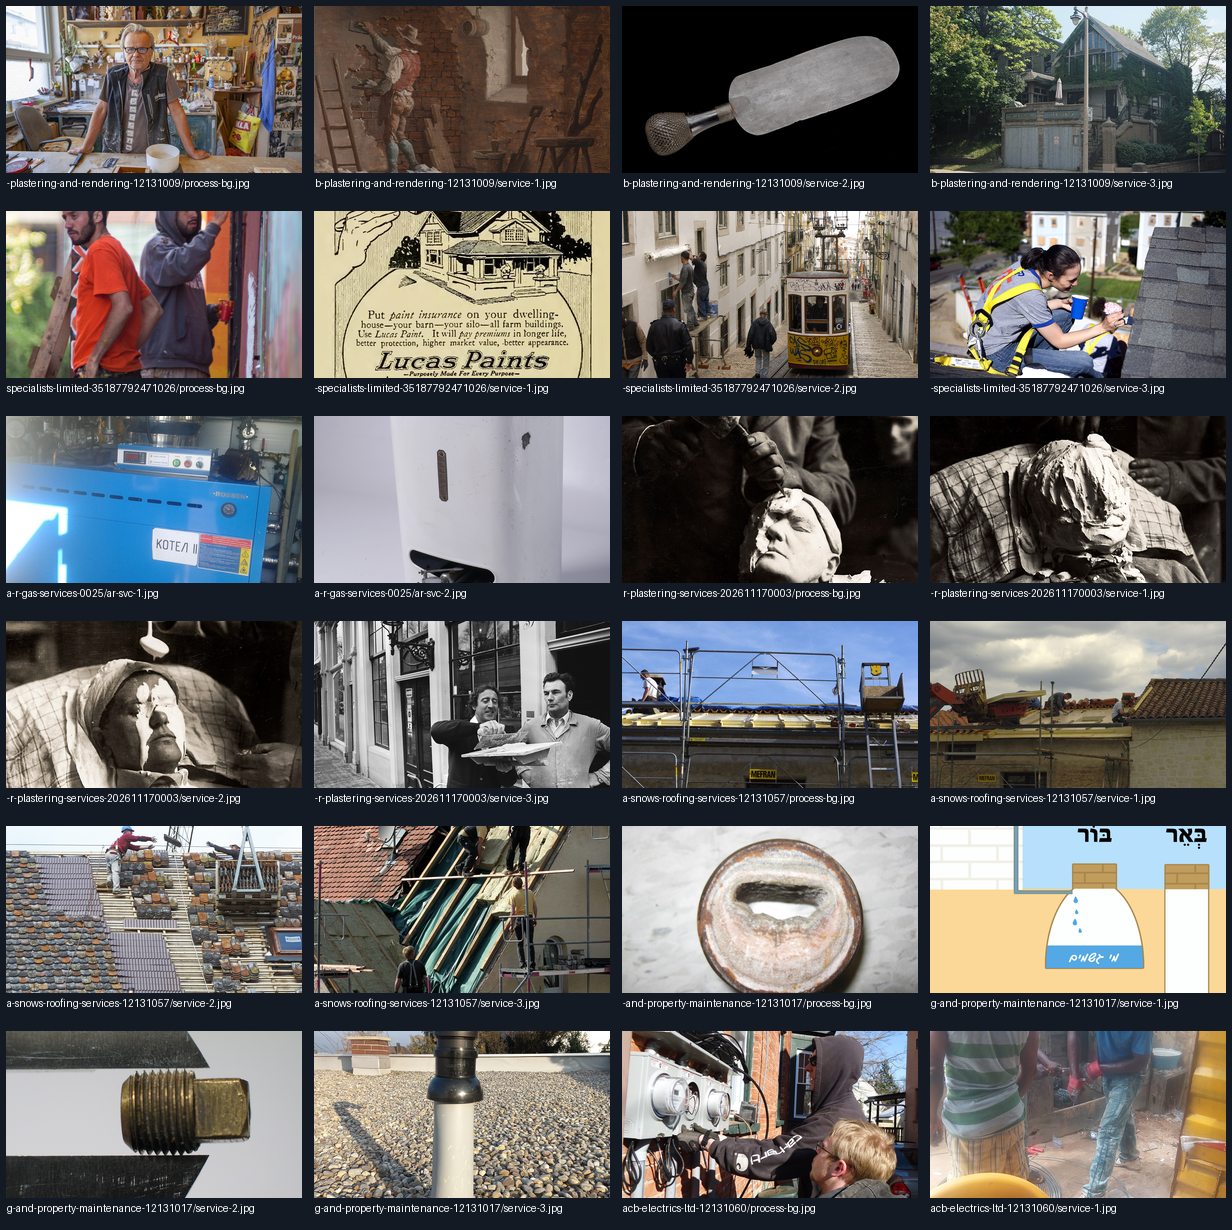 -plastering-and-rendering-12131009/process-bg.jpg
b-plastering-and-rendering-12131009/service-1.jpg
b-plastering-and-rendering-12131009/service-2.jpg
b-plastering-and-rendering-12131009/service-3.jpg
Put paint insurance on your dwelling-
house—your barn—your silo—all farm buildings.
Use Lucas Paint. It will pay premiums in longer life,
better protection, higher market value, better appearance.
Lucas Paints
—Purposely Made For Every Purpose—
specialists-limited-35187792471026/process-bg.jpg
-specialists-limited-35187792471026/service-1.jpg
-specialists-limited-35187792471026/service-2.jpg
-specialists-limited-35187792471026/service-3.jpg
КОТЕЛ II
a-r-gas-services-0025/ar-svc-1.jpg
a-r-gas-services-0025/ar-svc-2.jpg
r-plastering-services-202611170003/process-bg.jpg
-r-plastering-services-202611170003/service-1.jpg
MEFRAN
-r-plastering-services-202611170003/service-2.jpg
-r-plastering-services-202611170003/service-3.jpg
a-snows-roofing-services-12131057/process-bg.jpg
a-snows-roofing-services-12131057/service-1.jpg
בּוֹר
בְּאֵר
מי גשמים
a-snows-roofing-services-12131057/service-2.jpg
a-snows-roofing-services-12131057/service-3.jpg
-and-property-maintenance-12131017/process-bg.jpg
g-and-property-maintenance-12131017/service-1.jpg
carhartt
g-and-property-maintenance-12131017/service-2.jpg
g-and-property-maintenance-12131017/service-3.jpg
acb-electrics-ltd-12131060/process-bg.jpg
acb-electrics-ltd-12131060/service-1.jpg